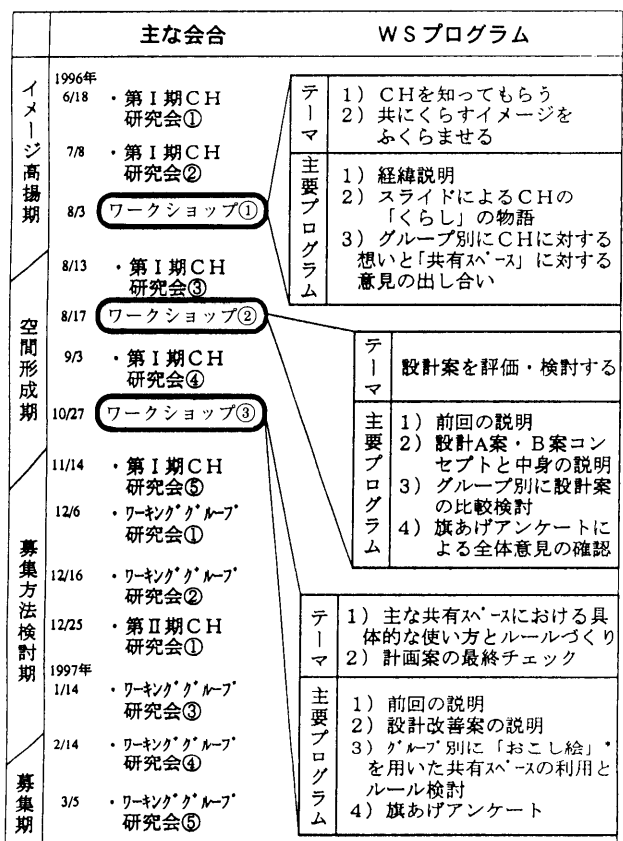 主な会合
WSプログラム
イメージ高揚期
1996年
6/18 ・第Ⅰ期CH
研究会①
7/8 ・第Ⅰ期CH
研究会②
8/3 ワークショップ①
空間形成期
8/13 ・第Ⅰ期CH
研究会③
8/17 ワークショップ②
9/3 ・第Ⅰ期CH
研究会④
10/27 ワークショップ③
募集方法検討期
11/14 ・第Ⅰ期CH
研究会⑤
12/6 ・ワーキンググループ
研究会①
12/16 ・ワーキンググループ
研究会②
12/25 ・第Ⅱ期CH
研究会①
1997年
1/14 ・ワーキンググループ
研究会③
募集期
2/14 ・ワーキンググループ
研究会④
3/5 ・ワーキンググループ
研究会⑤
テーマ
1) CHを知ってもらう
2) 共にくらすイメージを
ふくらませる
主要プログラム
1) 経緯説明
2) スライドによるCHの
「くらし」の物語
3) グループ別にCHに対する
想いと「共有スペース」に対する
意見の出し合い
テーマ
設計案を評価・検討する
主要プログラム
1) 前回の説明
2) 設計A案・B案コン
セプトと中身の説明
3) グループ別に設計案
の比較検討
4) 旗あげアンケートに
よる全体意見の確認
テーマ
1) 主な共有スペースにおける具
体的な使い方とルールづくり
2) 計画案の最終チェック
主要プログラム
1) 前回の説明
2) 設計改善案の説明
3) グループ別に「おこし絵」*
を用いた共有スペースの利用と
ルール検討
4) 旗あげアンケート